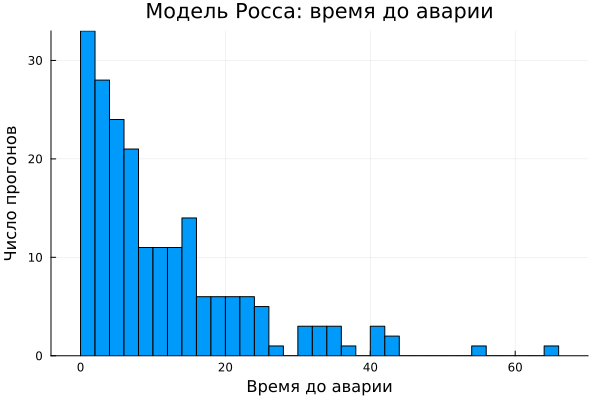 Модель Росса: время до аварии
Число прогонов
30
20
10
0
0 20 40 60
Время до аварии